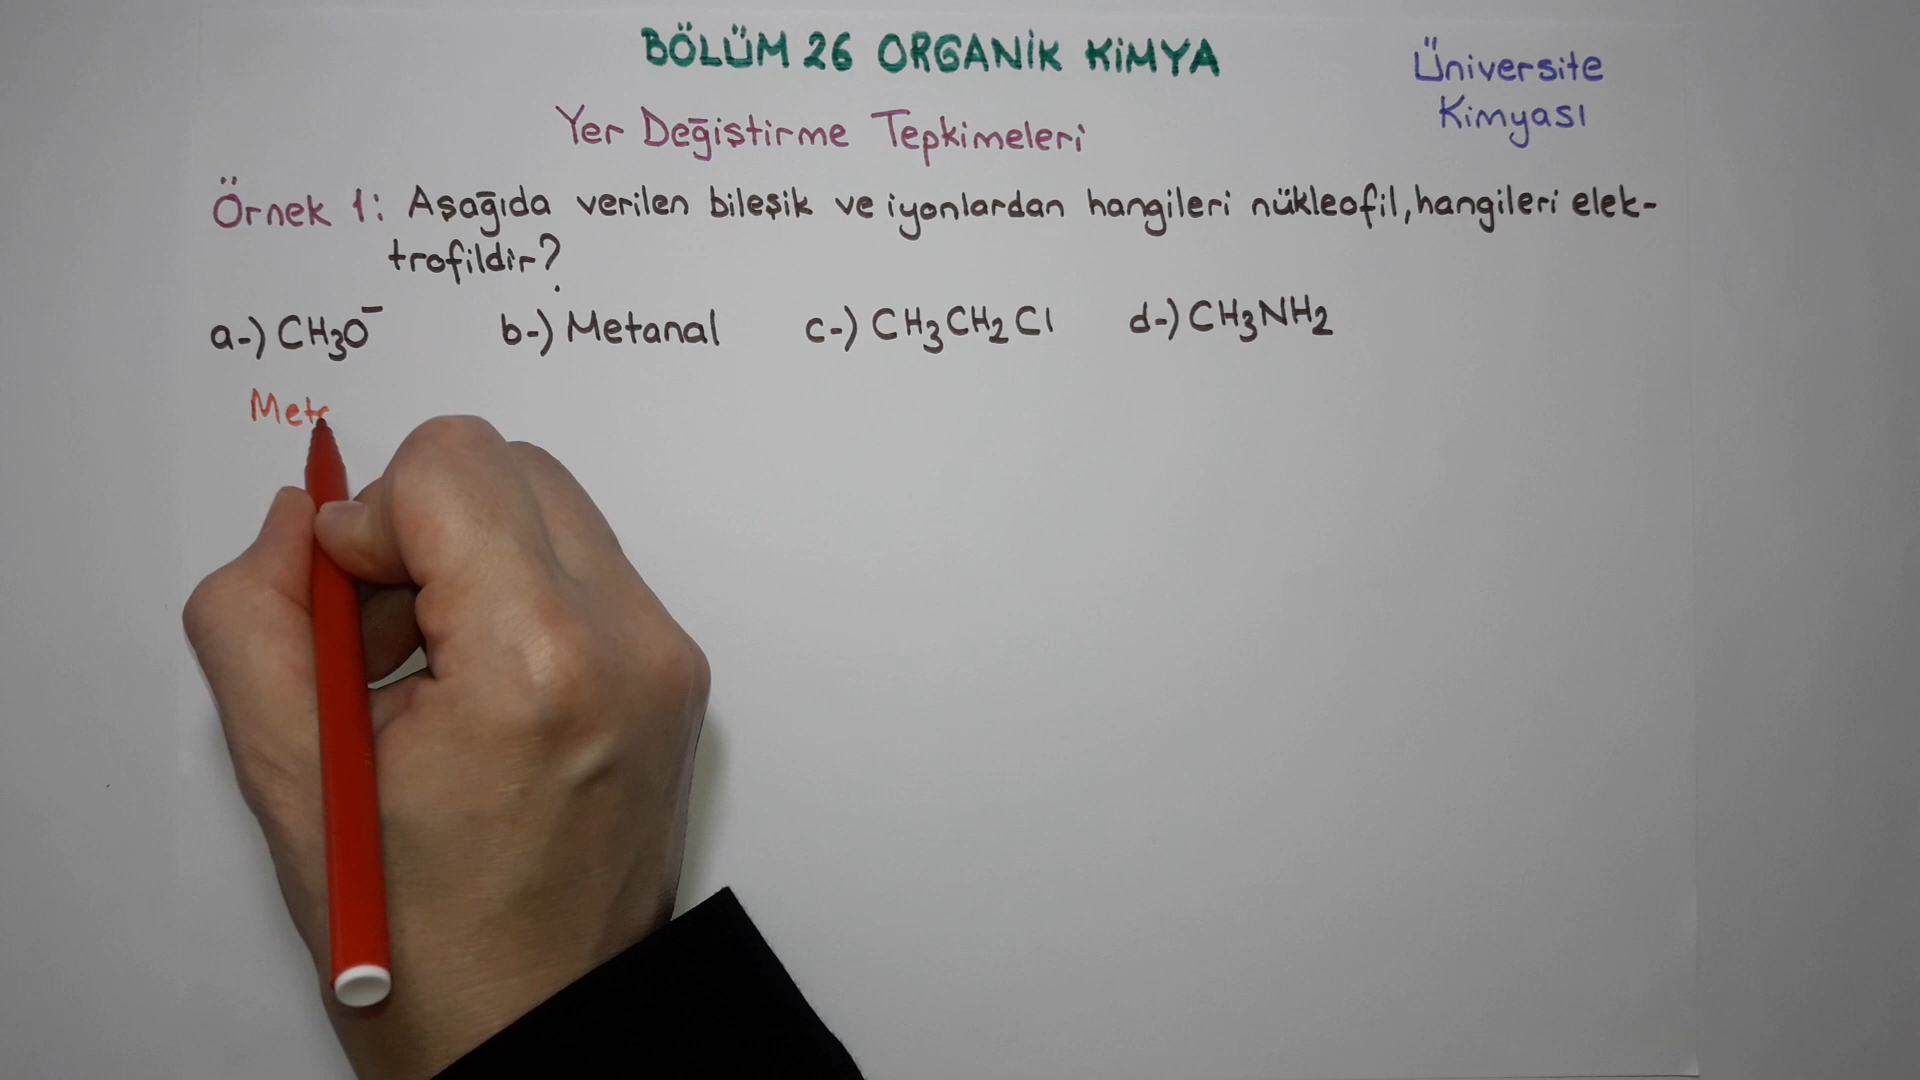 BÖLÜM 26 ORGANİK KİMYA
Üniversite
Kimyası
Yer Değiştirme Tepkimeleri
Örnek 1: Aşağıda verilen bileşik ve iyonlardan hangileri nükleofil, hangileri elek-
trofildir?
a-) CH₃O⁻ b-) Metanal c-) CH₃CH₂Cl d-) CH₃NH₂
Met